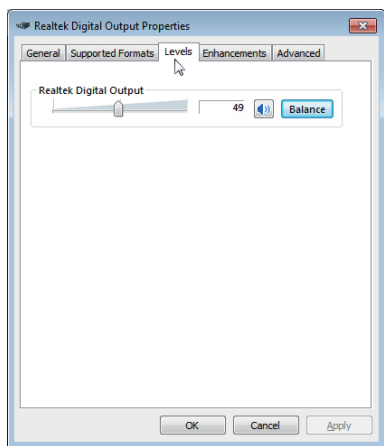 Realtek Digital Output Properties
General Supported Formats Levels Enhancements Advanced
Realtek Digital Output
49 Balance
OK Cancel Apply